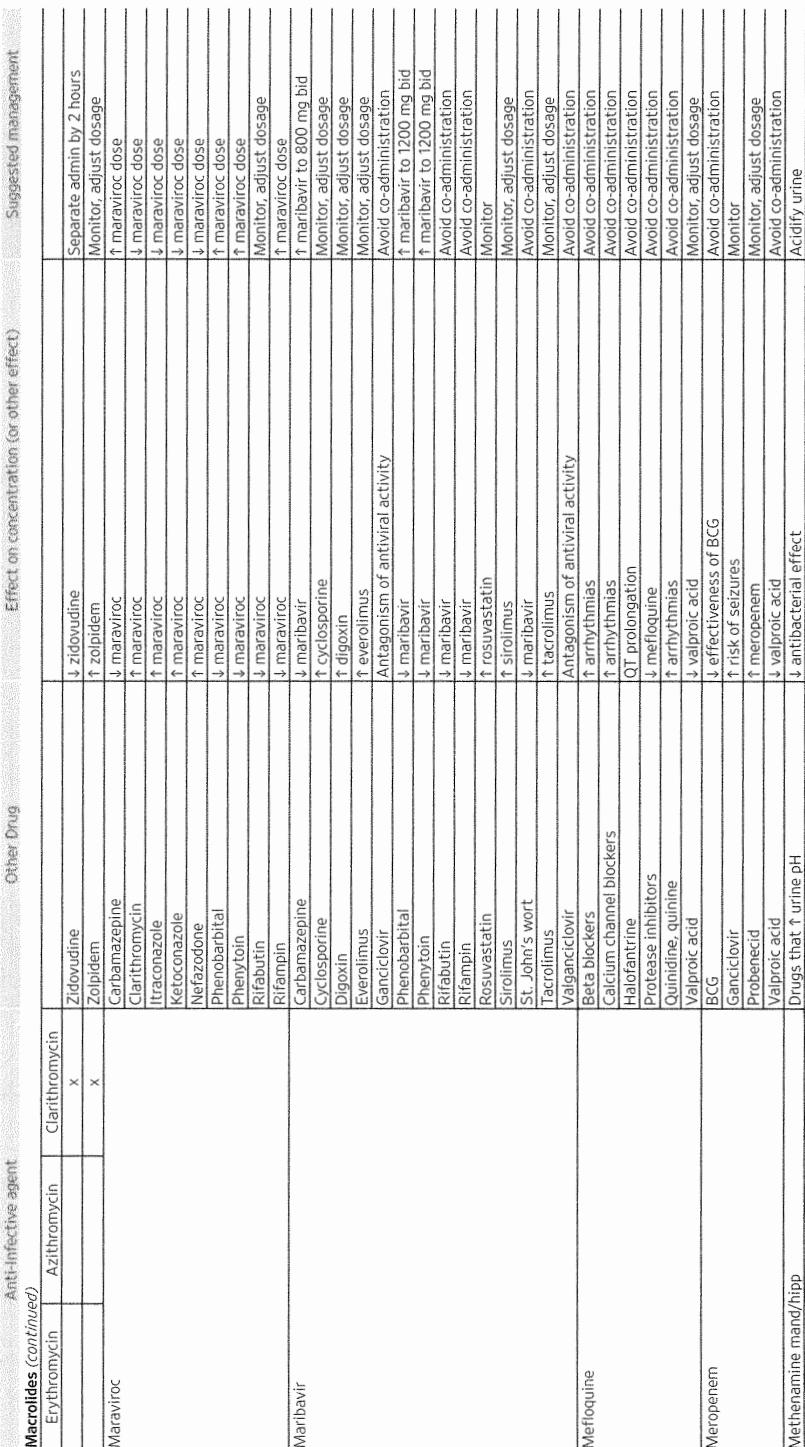 Anti-Infective agent Other Drug Effect on concentration (or other effect) Suggested management
Macrolides (continued)
Erythromycin Azithromycin Clarithromycin
x Zidovudine ↓ zidovudine Separate admin by 2 hours
x Zolpidem ↑ zolpidem Monitor, adjust dosage
Maraviroc Carbamazepine ↓ maraviroc ↑ maraviroc dose
Clarithromycin ↑ maraviroc ↓ maraviroc dose
Itraconazole ↑ maraviroc ↓ maraviroc dose
Ketoconazole ↑ maraviroc ↓ maraviroc dose
Nefazodone ↑ maraviroc ↓ maraviroc dose
Phenobarbital ↓ maraviroc ↑ maraviroc dose
Phenytoin ↓ maraviroc ↑ maraviroc dose
Rifabutin ↓ maraviroc Monitor, adjust dosage
Rifampin ↓ maraviroc ↑ maraviroc dose
Maribavir Carbamazepine ↓ maribavir ↑ maribavir to 800 mg bid
Cyclosporine ↑ cyclosporine Monitor, adjust dosage
Digoxin ↑ digoxin Monitor, adjust dosage
Everolimus ↑ everolimus Monitor, adjust dosage
Ganciclovir Antagonism of antiviral activity Avoid co-administration
Phenobarbital ↓ maribavir ↑ maribavir to 1200 mg bid
Phenytoin ↓ maribavir ↑ maribavir to 1200 mg bid
Rifabutin ↓ maribavir Avoid co-administration
Rifampin ↓ maribavir Avoid co-administration
Rosuvastatin ↑ rosuvastatin Monitor
Sirolimus ↑ sirolimus Monitor, adjust dosage
St. John's wort ↓ maribavir Avoid co-administration
Tacrolimus ↑ tacrolimus Monitor, adjust dosage
Valganciclovir Antagonism of antiviral activity Avoid co-administration
Mefloquine Beta blockers ↑ arrhythmias Avoid co-administration
Calcium channel blockers ↑ arrhythmias Avoid co-administration
Halofantrine QT prolongation Avoid co-administration
Protease inhibitors ↓ mefloquine Avoid co-administration
Quinidine, quinine ↑ arrhythmias Avoid co-administration
Valproic acid ↓ valproic acid Monitor, adjust dosage
Meropenem BCG ↓ effectiveness of BCG Avoid co-administration
Ganciclovir ↑ risk of seizures Monitor
Probenecid ↑ meropenem Monitor, adjust dosage
Valproic acid ↓ valproic acid Avoid co-administration
Methenamine mand/hipp Drugs that ↑ urine pH ↓ antibacterial effect Acidify urine